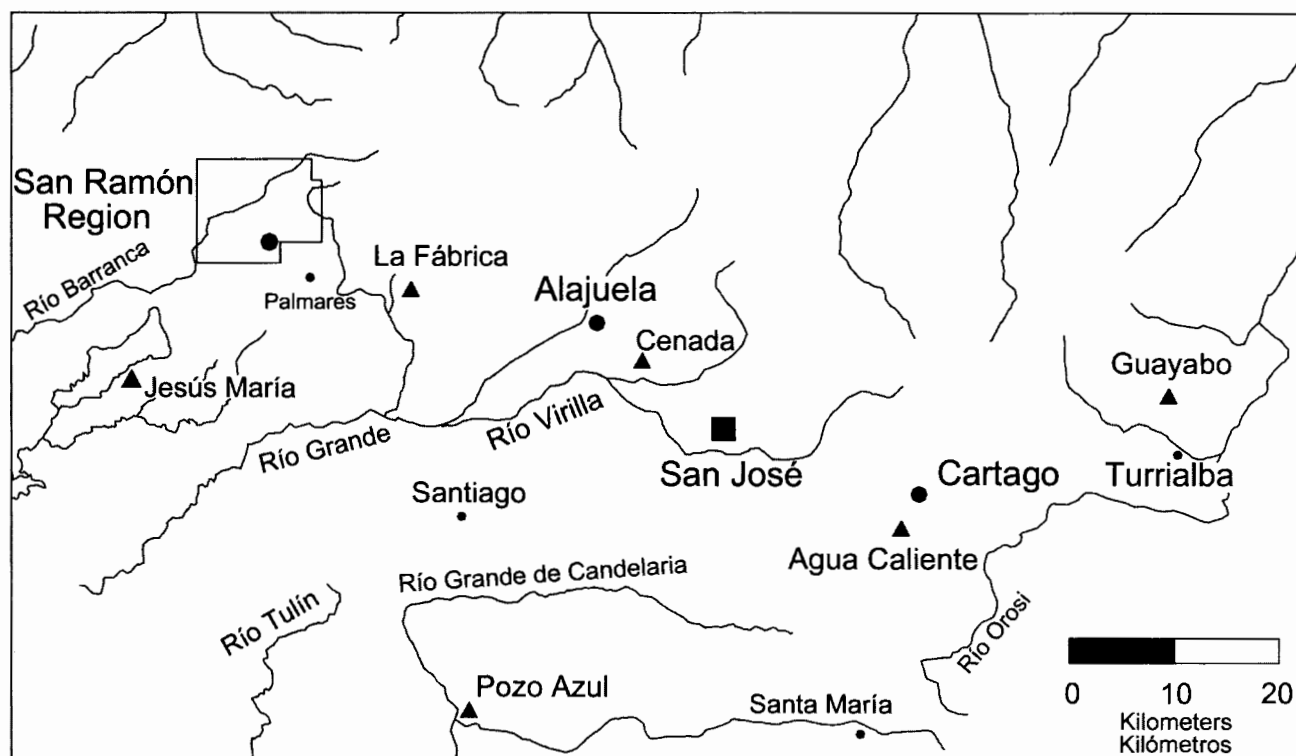 San Ramón
Region
Río Barranca
Palmares
La Fábrica
Alajuela
Cenada
Guayabo
Jesús María
Río Grande
Río Virilla
San José
Cartago
Turrialba
Santiago
Agua Caliente
Río Grande de Candelaria
Río Tulín
Río Orosi
Pozo Azul
Santa María
0 10 20
Kilometers
Kilómetros